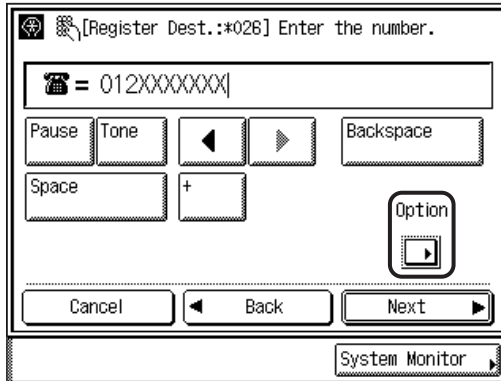 [Register Dest.:*026] Enter the number.
= 012XXXXXXX
Pause Tone Backspace
Space +
Option
Cancel Back Next
System Monitor